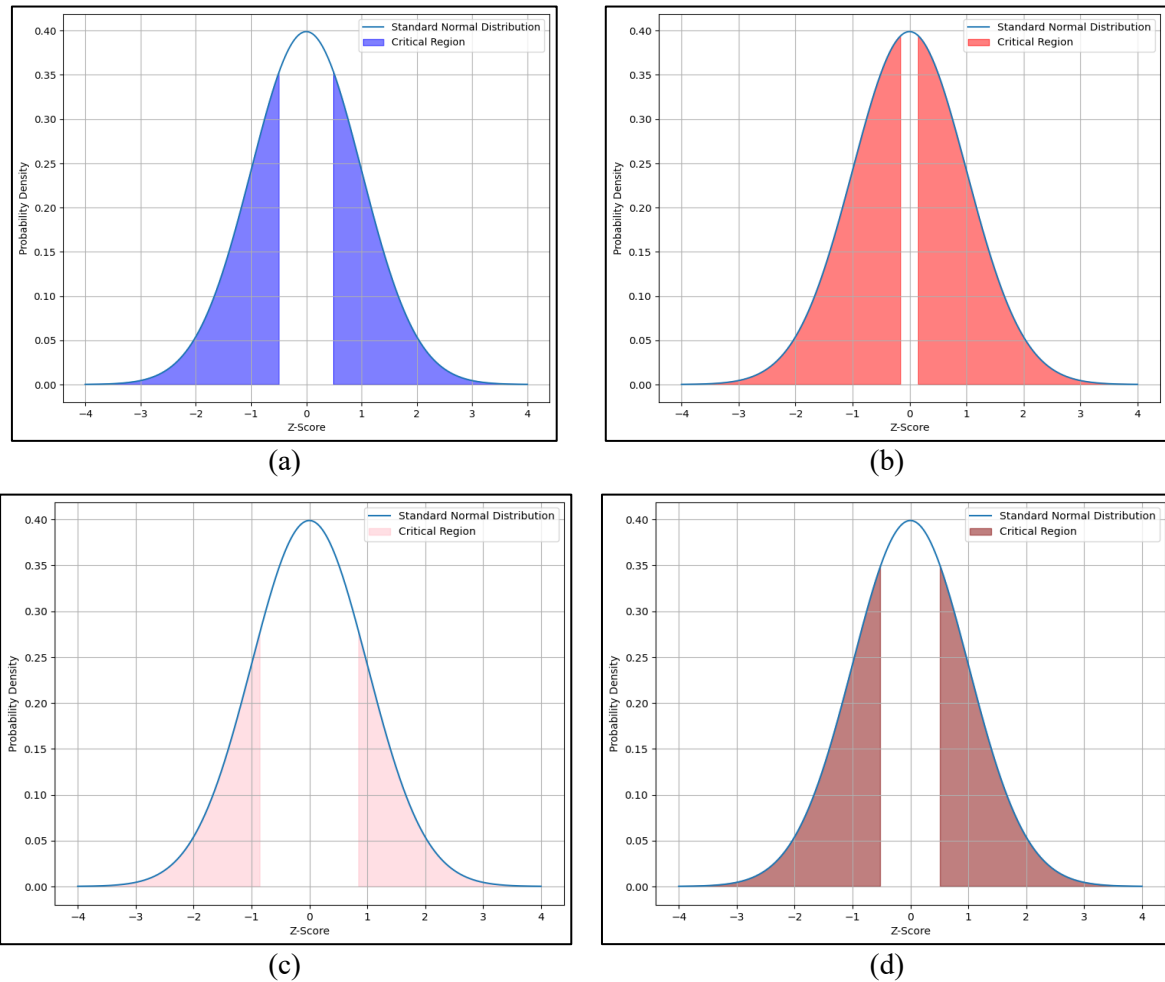 Standard Normal Distribution
Critical Region
0.40
0.35
0.30
0.25
0.20
0.15
0.10
0.05
0.00
Probability Density
−4 −3 −2 −1 0 1 2 3 4
Z-Score
(a)
Standard Normal Distribution
Critical Region
0.40
0.35
0.30
0.25
0.20
0.15
0.10
0.05
0.00
Probability Density
−4 −3 −2 −1 0 1 2 3 4
Z-Score
(b)
Standard Normal Distribution
Critical Region
0.40
0.35
0.30
0.25
0.20
0.15
0.10
0.05
0.00
Probability Density
−4 −3 −2 −1 0 1 2 3 4
Z-Score
(c)
Standard Normal Distribution
Critical Region
0.40
0.35
0.30
0.25
0.20
0.15
0.10
0.05
0.00
Probability Density
−4 −3 −2 −1 0 1 2 3 4
Z-Score
(d)